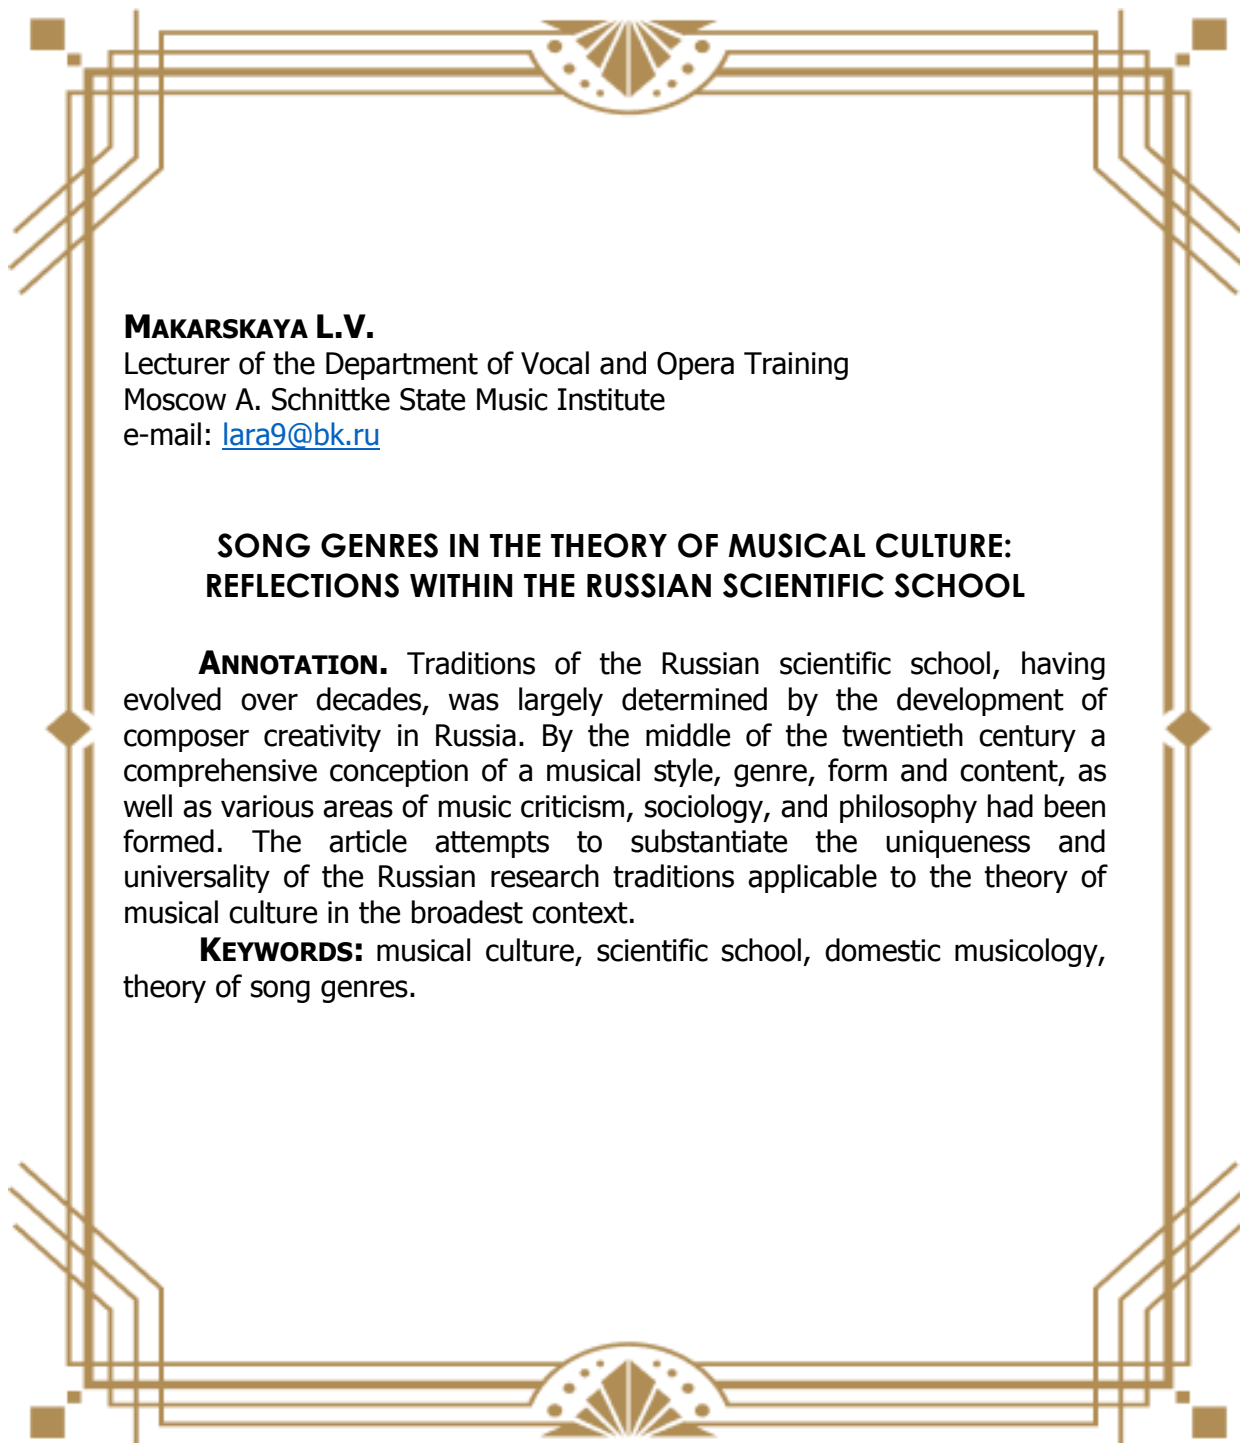 MAKARSKAYA L.V.
Lecturer of the Department of Vocal and Opera Training
Moscow A. Schnittke State Music Institute
e-mail: lara9@bk.ru
SONG GENRES IN THE THEORY OF MUSICAL CULTURE:
REFLECTIONS WITHIN THE RUSSIAN SCIENTIFIC SCHOOL
ANNOTATION. Traditions of the Russian scientific school, having
evolved over decades, was largely determined by the development of
composer creativity in Russia. By the middle of the twentieth century a
comprehensive conception of a musical style, genre, form and content, as
well as various areas of music criticism, sociology, and philosophy had been
formed. The article attempts to substantiate the uniqueness and
universality of the Russian research traditions applicable to the theory of
musical culture in the broadest context.
KEYWORDS: musical culture, scientific school, domestic musicology,
theory of song genres.